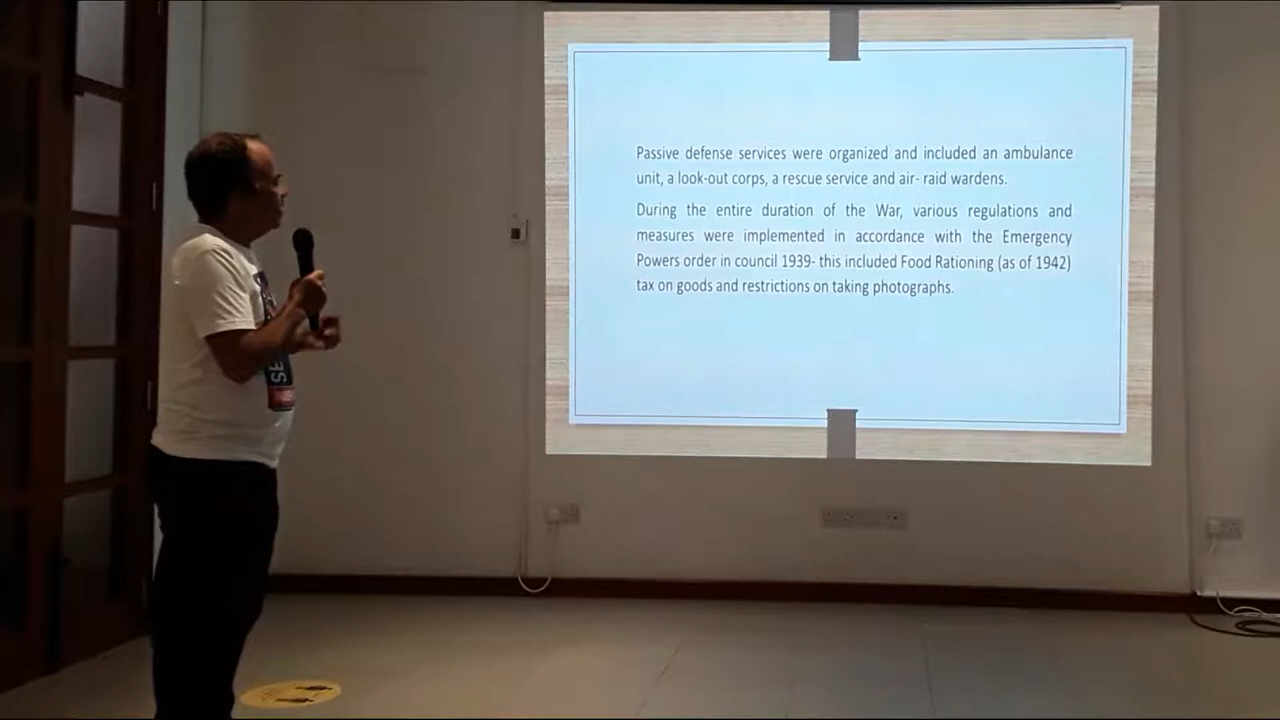 Passive defense services were organized and included an ambulance
unit, a look-out corps, a rescue service and air- raid wardens.
During the entire duration of the War, various regulations and
measures were implemented in accordance with the Emergency
Powers order in council 1939- this included Food Rationing (as of 1942)
tax on goods and restrictions on taking photographs.
SE